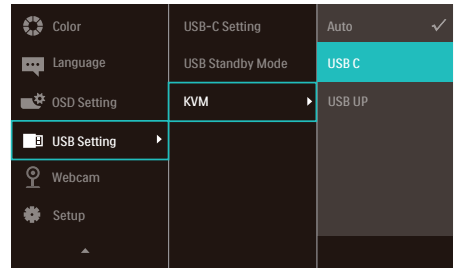 Color
Language
OSD Setting
USB Setting
Webcam
Setup
USB-C Setting
USB Standby Mode
KVM
Auto
USB C
USB UP